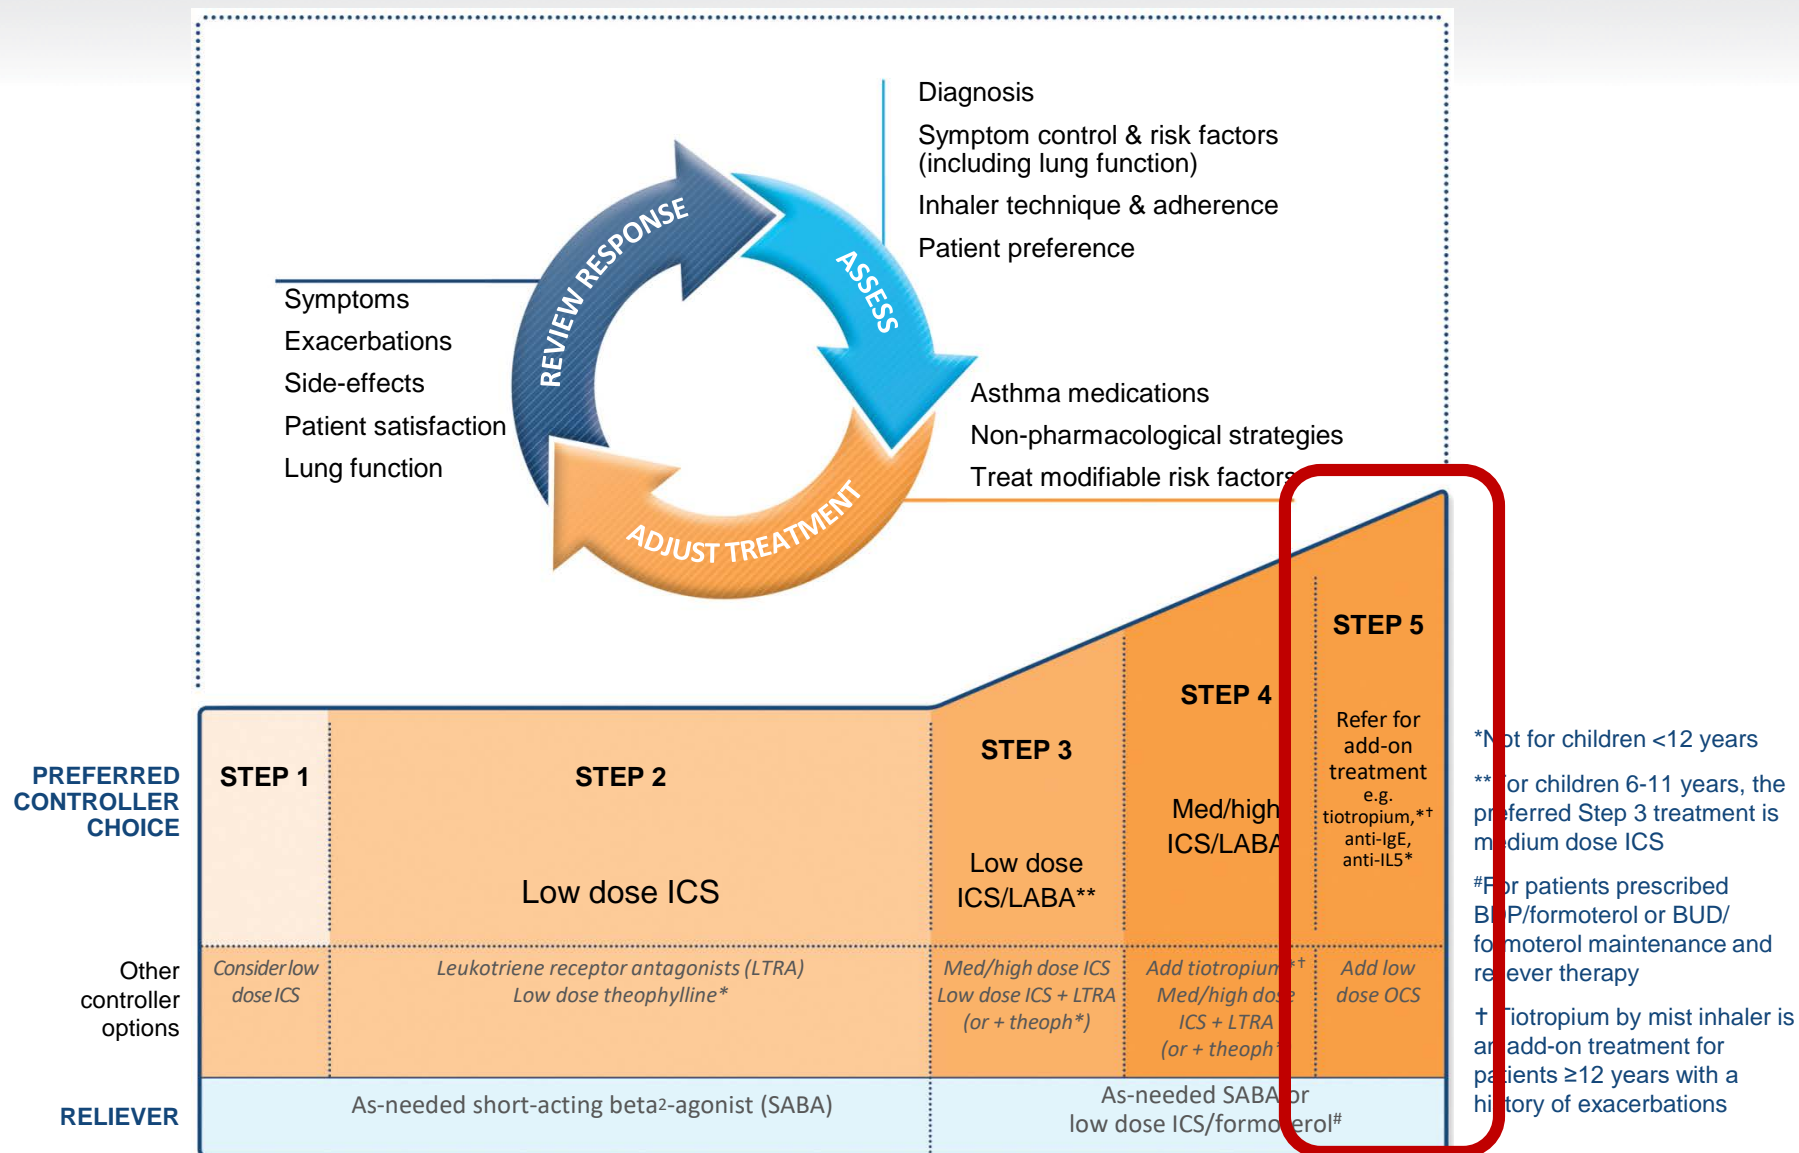 Diagnosis
Symptom control & risk factors
(including lung function)
Inhaler technique & adherence
Patient preference
REVIEW RESPONSE
ASSESS
ADJUST TREATMENT
Symptoms
Exacerbations
Side-effects
Patient satisfaction
Lung function
Asthma medications
Non-pharmacological strategies
Treat modifiable risk factors
PREFERRED
CONTROLLER
CHOICE
STEP 1
STEP 2
Low dose ICS
STEP 3
Low dose
ICS/LABA**
STEP 4
Med/high
ICS/LABA
STEP 5
Refer for
add-on
treatment
e.g.
tiotropium,*†
anti-IgE,
anti-IL5*
Other
controller
options
Consider low
dose ICS
Leukotriene receptor antagonists (LTRA)
Low dose theophylline*
Med/high dose ICS
Low dose ICS + LTRA
(or + theoph*)
Add tiotropium*†
Med/high dose
ICS + LTRA
(or + theoph*
Add low
dose OCS
RELIEVER
As-needed short-acting beta2-agonist (SABA)
As-needed SABA or
low dose ICS/formoterol#
*Not for children <12 years
**For children 6-11 years, the
preferred Step 3 treatment is
medium dose ICS
#For patients prescribed
BDP/formoterol or BUD/
formoterol maintenance and
reliever therapy
† Tiotropium by mist inhaler is
an add-on treatment for
patients ≥12 years with a
history of exacerbations